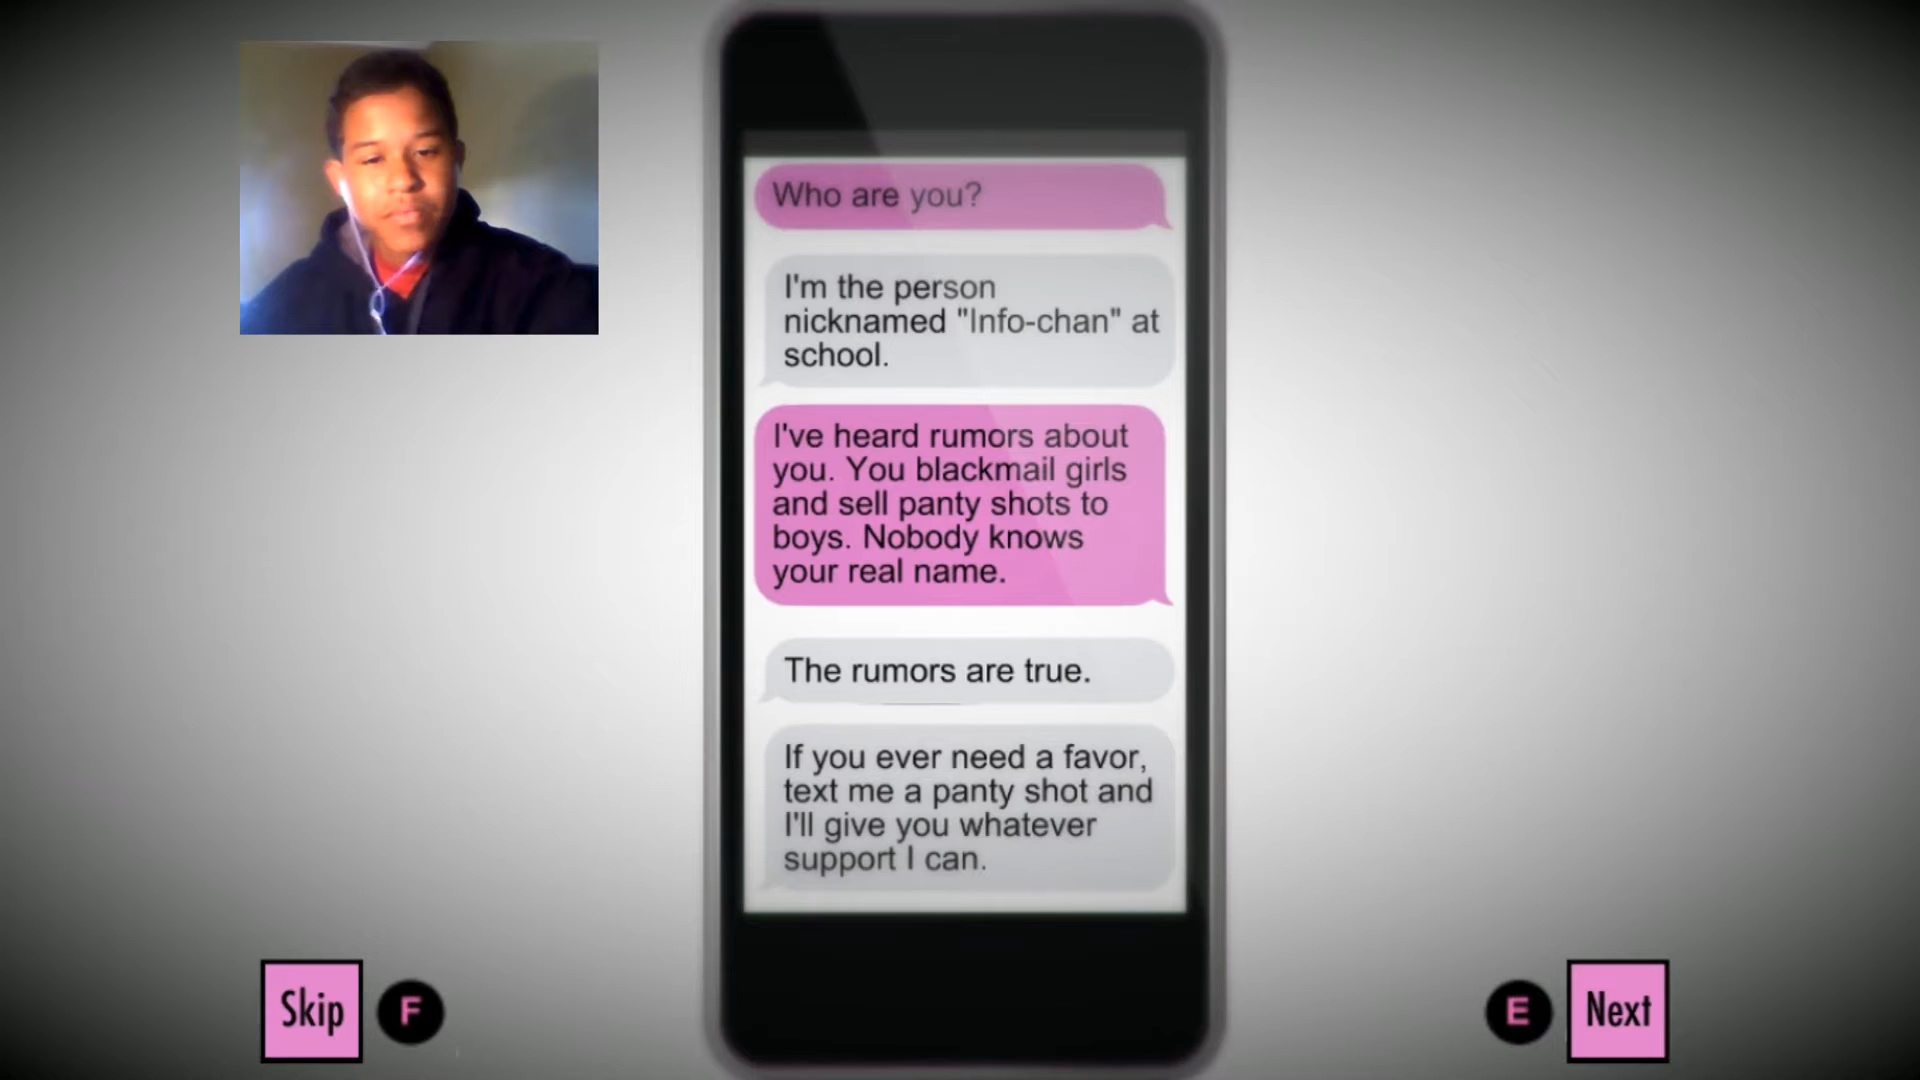 Who are you?
I'm the person
nicknamed "Info-chan" at
school.
I've heard rumors about
you. You blackmail girls
and sell panty shots to
boys. Nobody knows
your real name.
The rumors are true.
If you ever need a favor,
text me a panty shot and
I'll give you whatever
support I can.
Skip F
E Next